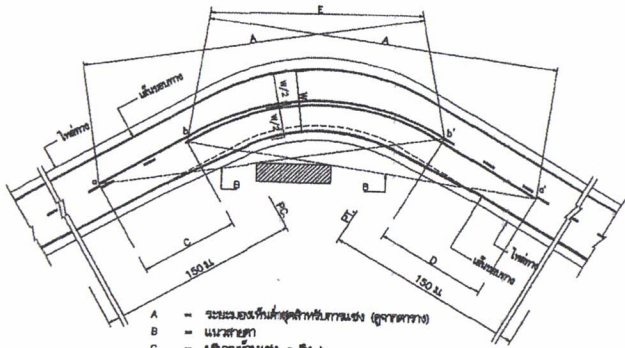 E
A
A
W/2
W
W/2
เส้นขอบทาง
ไหล่ทาง
b
b'
a
a'
B
B
C
D
PC
PT
150 ม
150 ม
เส้นขอบทาง
ไหล่ทาง
A = ระยะมองเห็นต่ำสุดสำหรับการแซง (ดูจากตาราง)
B = แนวสายตา
C =